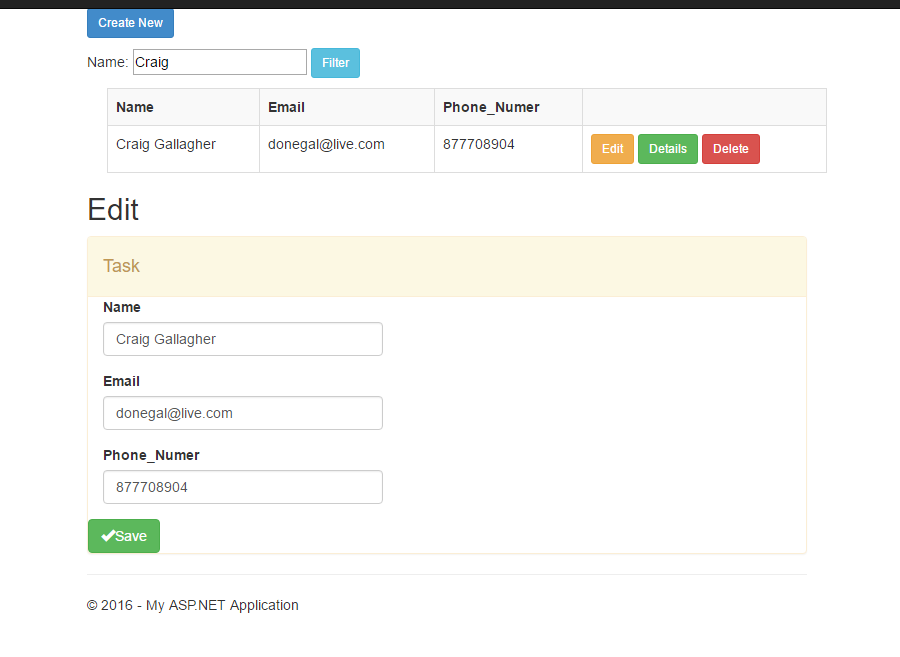 Create New
Name: Craig Filter
Name Email Phone_Numer
Craig Gallagher donegal@live.com 877708904 Edit Details Delete
Edit
Task
Name
Craig Gallagher
Email
donegal@live.com
Phone_Numer
877708904
Save
© 2016 - My ASP.NET Application